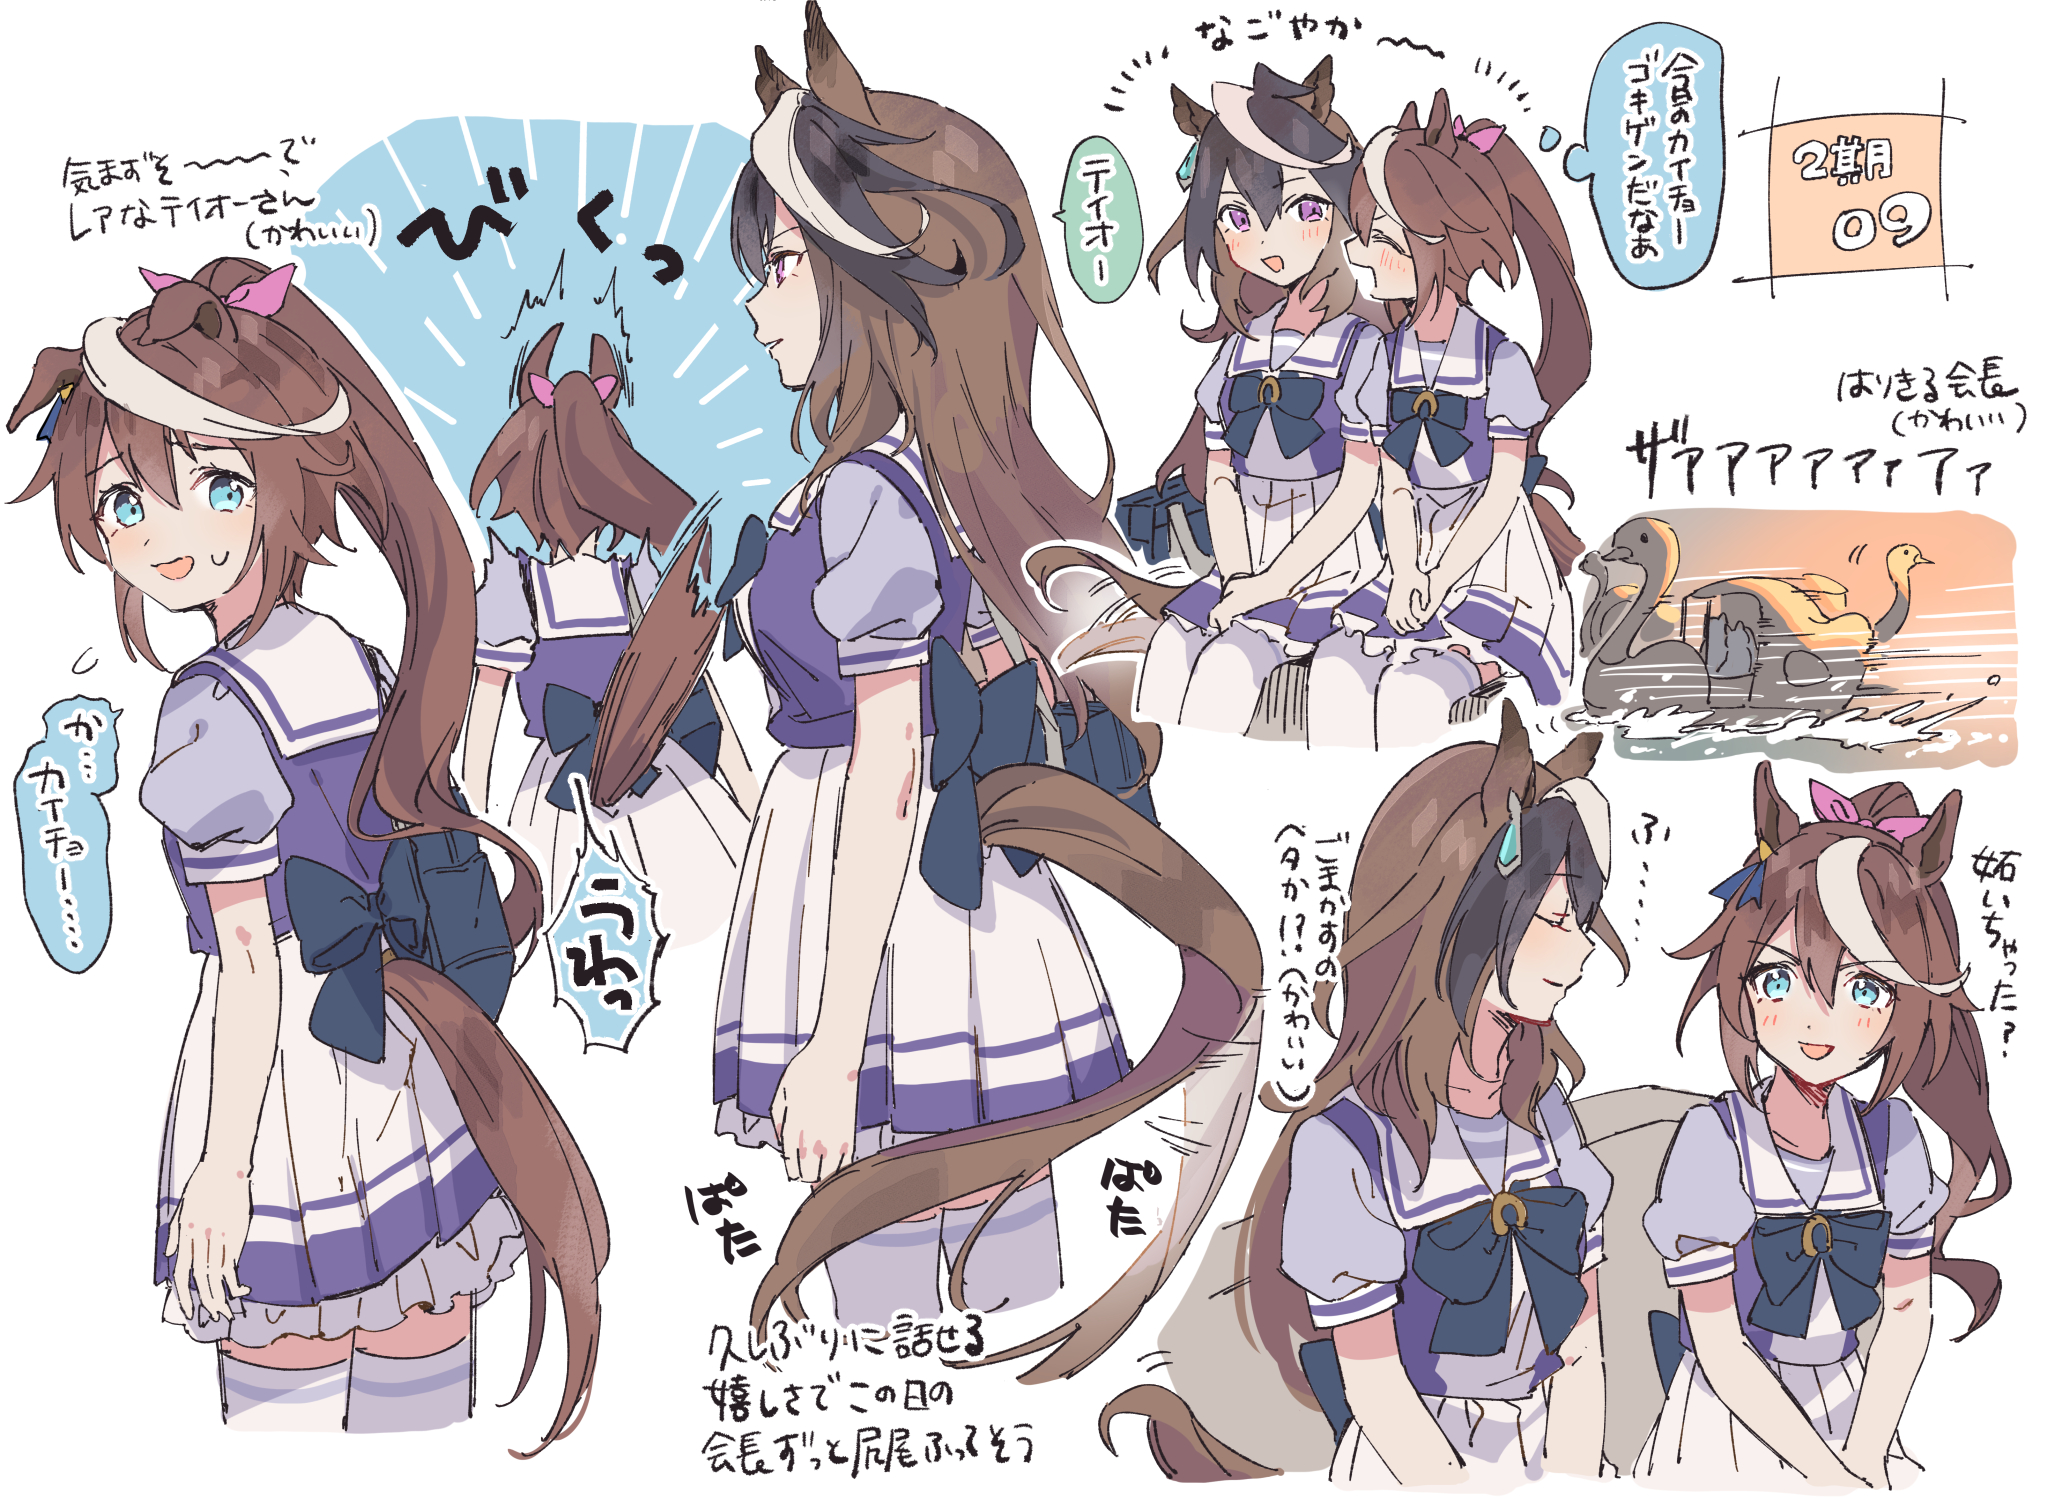 2期
09
なごやか〜
今日のカイチョー
ゴキゲンだなぁ
テイオー
気まずそ〜〜で、
レアなテイオーさん
(かわいい)
びくっ
はりきる会長
(かわいい)
ザァァァァァァァ
か…
カイチョー……
うわっ
ふ……
妬いちゃった?
ごまかすの
ベタか!?(かわいい)
ぱた
ぱた
久しぶりに話せる
嬉しさでこの日の
会長ずっと尻尾ふってそう